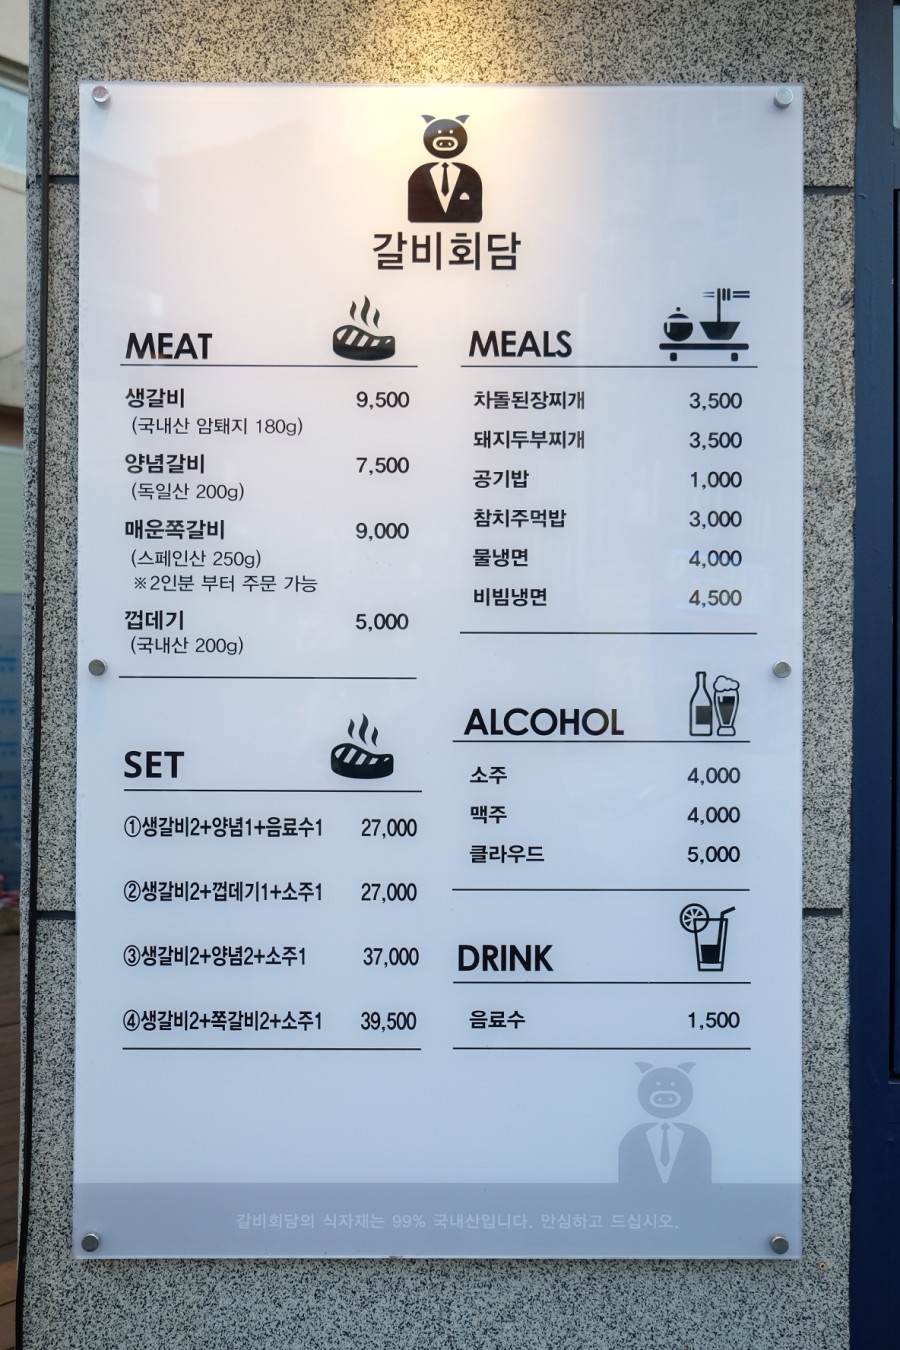 갈비회담
MEAT
생갈비 9,500
(국내산 암퇘지 180g)
양념갈비 7,500
(독일산 200g)
매운쪽갈비 9,000
(스페인산 250g)
※2인분 부터 주문 가능
껍데기 5,000
(국내산 200g)
SET
①생갈비2+양념1+음료수1 27,000
②생갈비2+껍데기1+소주1 27,000
③생갈비2+양념2+소주1 37,000
④생갈비2+쪽갈비2+소주1 39,500
MEALS
차돌된장찌개 3,500
돼지두부찌개 3,500
공기밥 1,000
참치주먹밥 3,000
물냉면 4,000
비빔냉면 4,500
ALCOHOL
소주 4,000
맥주 4,000
클라우드 5,000
DRINK
음료수 1,500
갈비회담의 식자재는 99% 국내산입니다. 안심하고 드십시오.